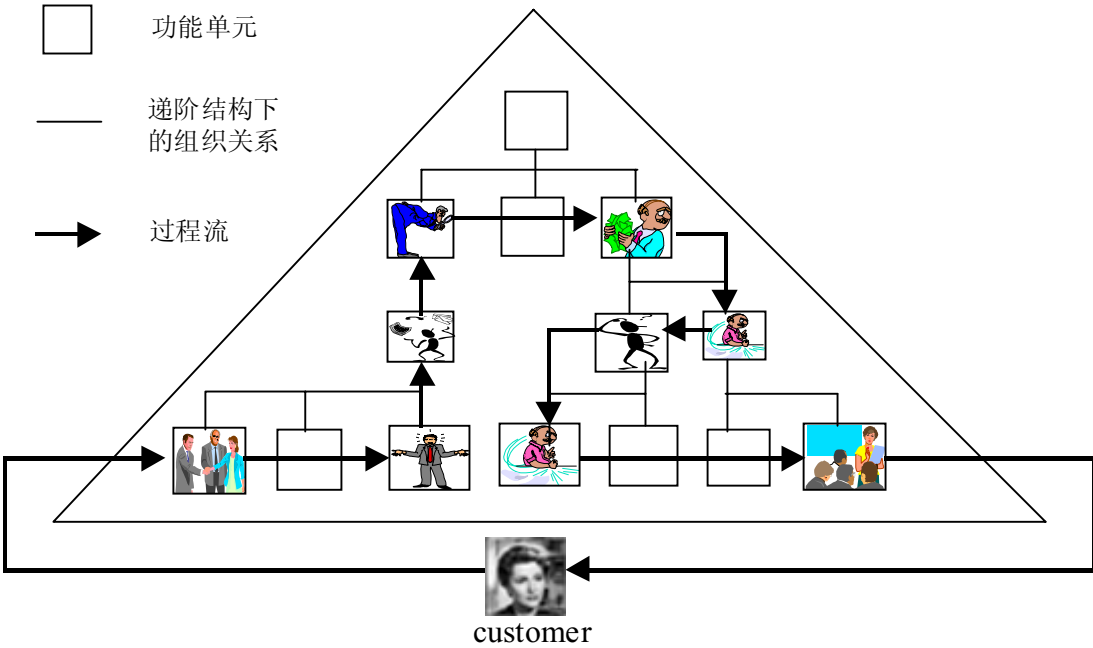 功能单元
递阶结构下
的组织关系
过程流
customer